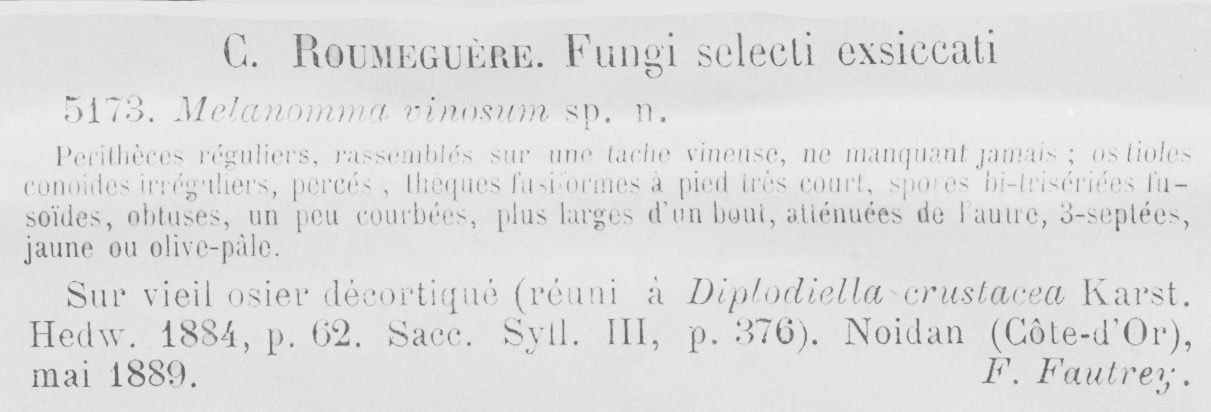 C. ROUMEGUÈRE. Fungi selecti exsiccati
5173. Melanomma vinosum sp. n.
Perithèces réguliers, rassemblés sur une tache vineuse, ne manquant jamais ; ostioles
conoides irréguliers, percés, thèques fusiformes à pied très court, spores bi-trisériées fu-
soïdes, obtuses, un peu courbées, plus larges d'un bout, atténuées de l'autre, 3-septées,
jaune ou olive-pâle.
Sur vieil osier décortiqué (réuni à Diplodiella crustacea Karst.
Hedw. 1884, p. 62. Sacc. Syll. III, p. 376). Noidan (Côte-d'Or),
mai 1889. F. Fautrey.